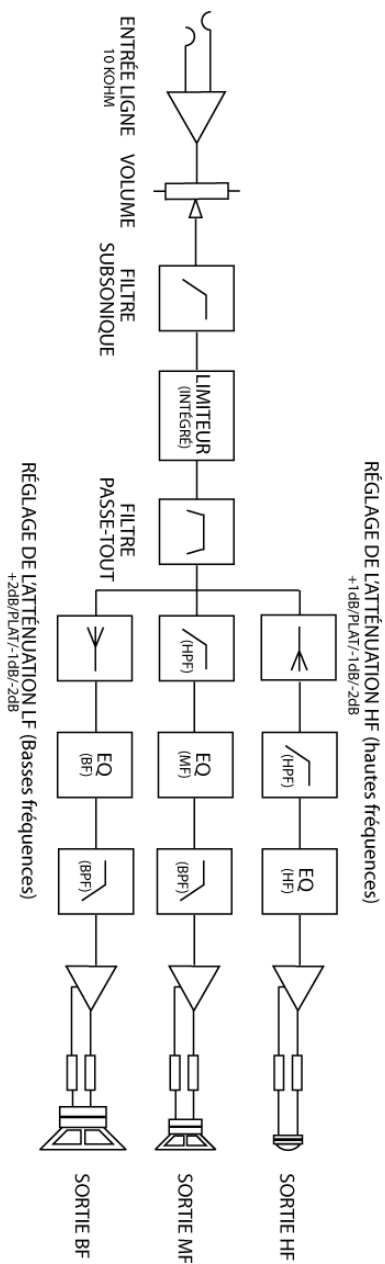 ENTRÉE LIGNE
10 KOHM
VOLUME
FILTRE
SUBSONIQUE
LIMITEUR
(INTÉGRÉ)
FILTRE
PASSE-TOUT
RÉGLAGE DE L'ATTÉNUATION HF (hautes fréquences)
+1dB/PLAT/-1dB/-2dB
(HPF)
EQ
(HF)
SORTIE HF
(HPF)
EQ
(MF)
(BPF)
SORTIE MF
EQ
(BF)
(BPF)
SORTIE BF
RÉGLAGE DE L'ATTÉNUATION LF (Basses fréquences)
+2dB/PLAT/-1dB/-2dB